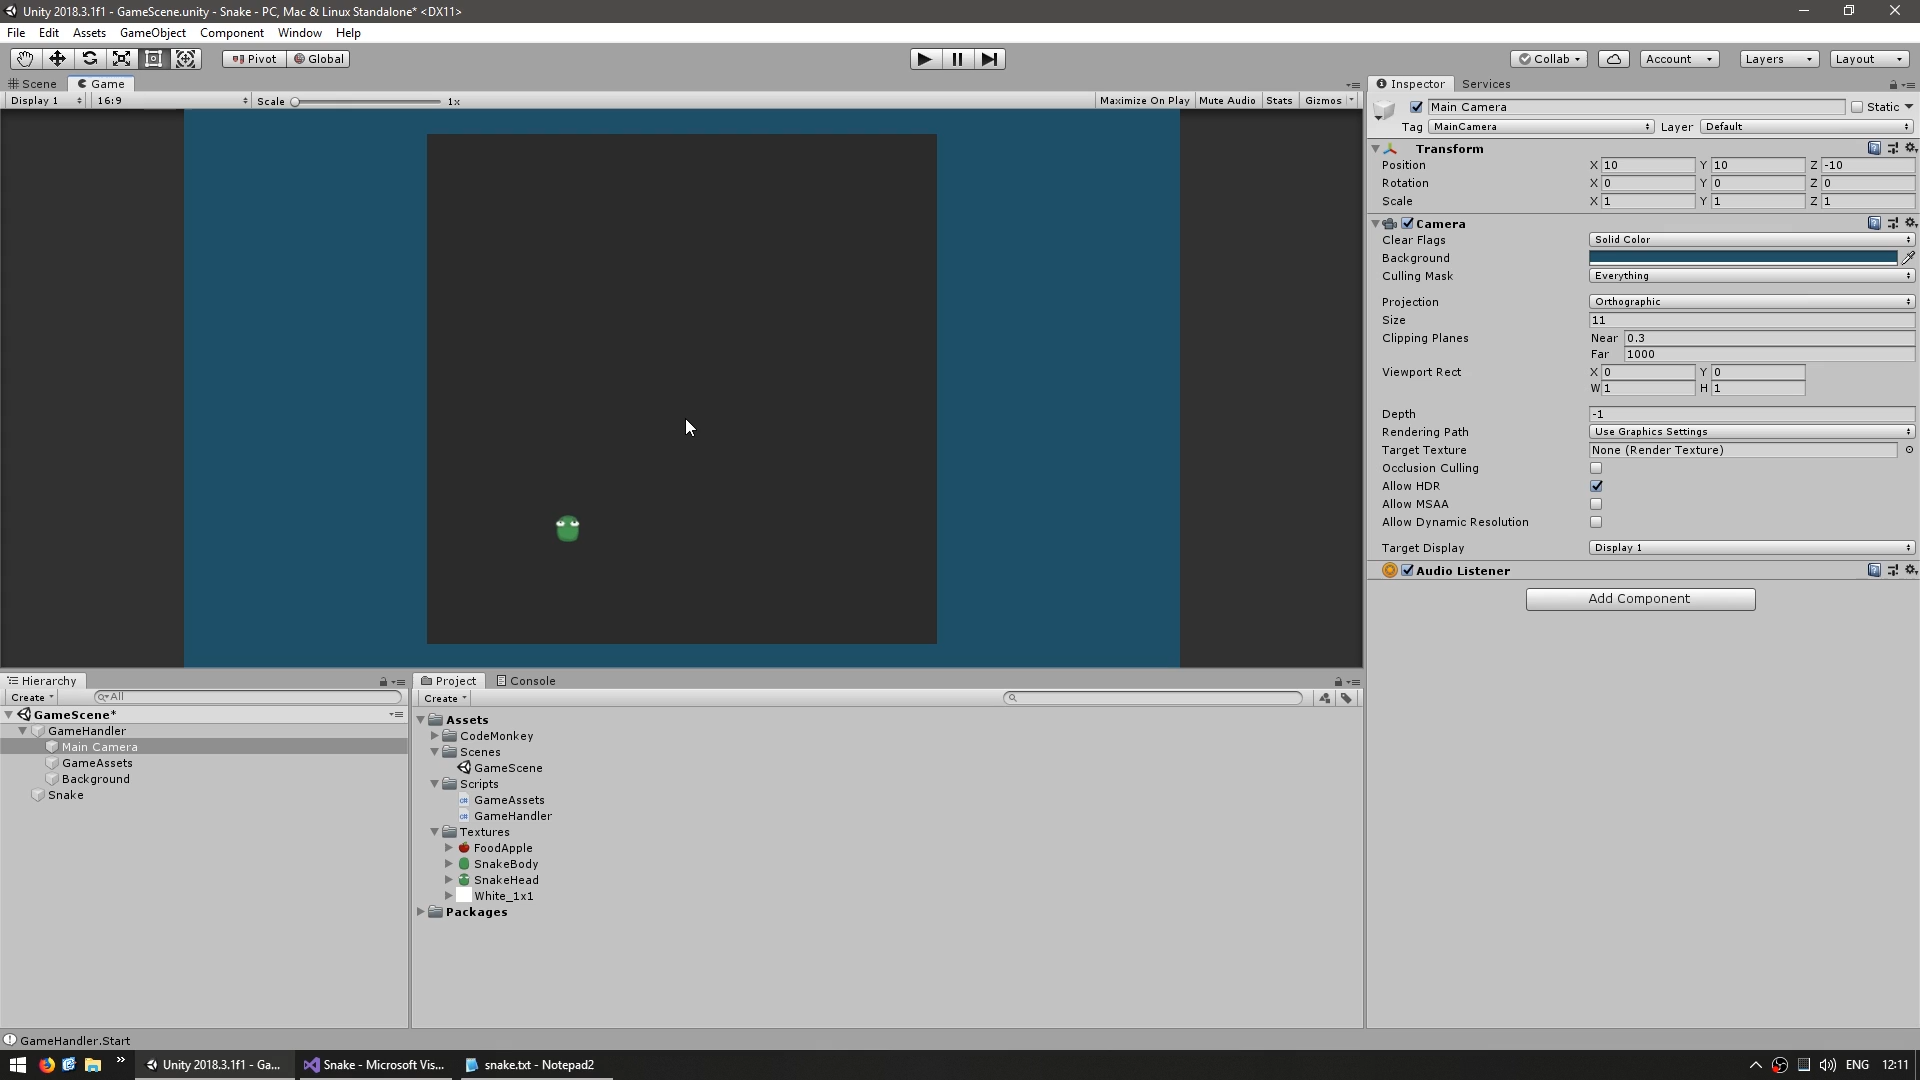 Unity 2018.3.1f1 - GameScene.unity - Snake - PC, Mac & Linux Standalone* <DX11>
File Edit Assets GameObject Component Window Help
Pivot Global Collab Account Layers Layout
Scene Game
Display 1 16:9 Scale 1x Maximize On Play Mute Audio Stats Gizmos
Inspector Services
Main Camera Static
Tag MainCamera Layer Default
Transform
Position X 10 Y 10 Z -10
Rotation X 0 Y 0 Z 0
Scale X 1 Y 1 Z 1
Camera
Clear Flags Solid Color
Background
Culling Mask Everything
Projection Orthographic
Size 11
Clipping Planes Near 0.3
Far 1000
Viewport Rect X 0 Y 0
W 1 H 1
Depth -1
Rendering Path Use Graphics Settings
Target Texture None (Render Texture)
Occlusion Culling
Allow HDR
Allow MSAA
Allow Dynamic Resolution
Target Display Display 1
Audio Listener
Add Component
Hierarchy
Create All
GameScene*
GameHandler
Main Camera
GameAssets
Background
Snake
Project Console
Create
Assets
CodeMonkey
Scenes
GameScene
Scripts
GameAssets
GameHandler
Textures
FoodApple
SnakeBody
SnakeHead
White_1x1
Packages
GameHandler.Start
Unity 2018.3.1f1 - Ga... Snake - Microsoft Vis... snake.txt - Notepad2 ENG 12:11